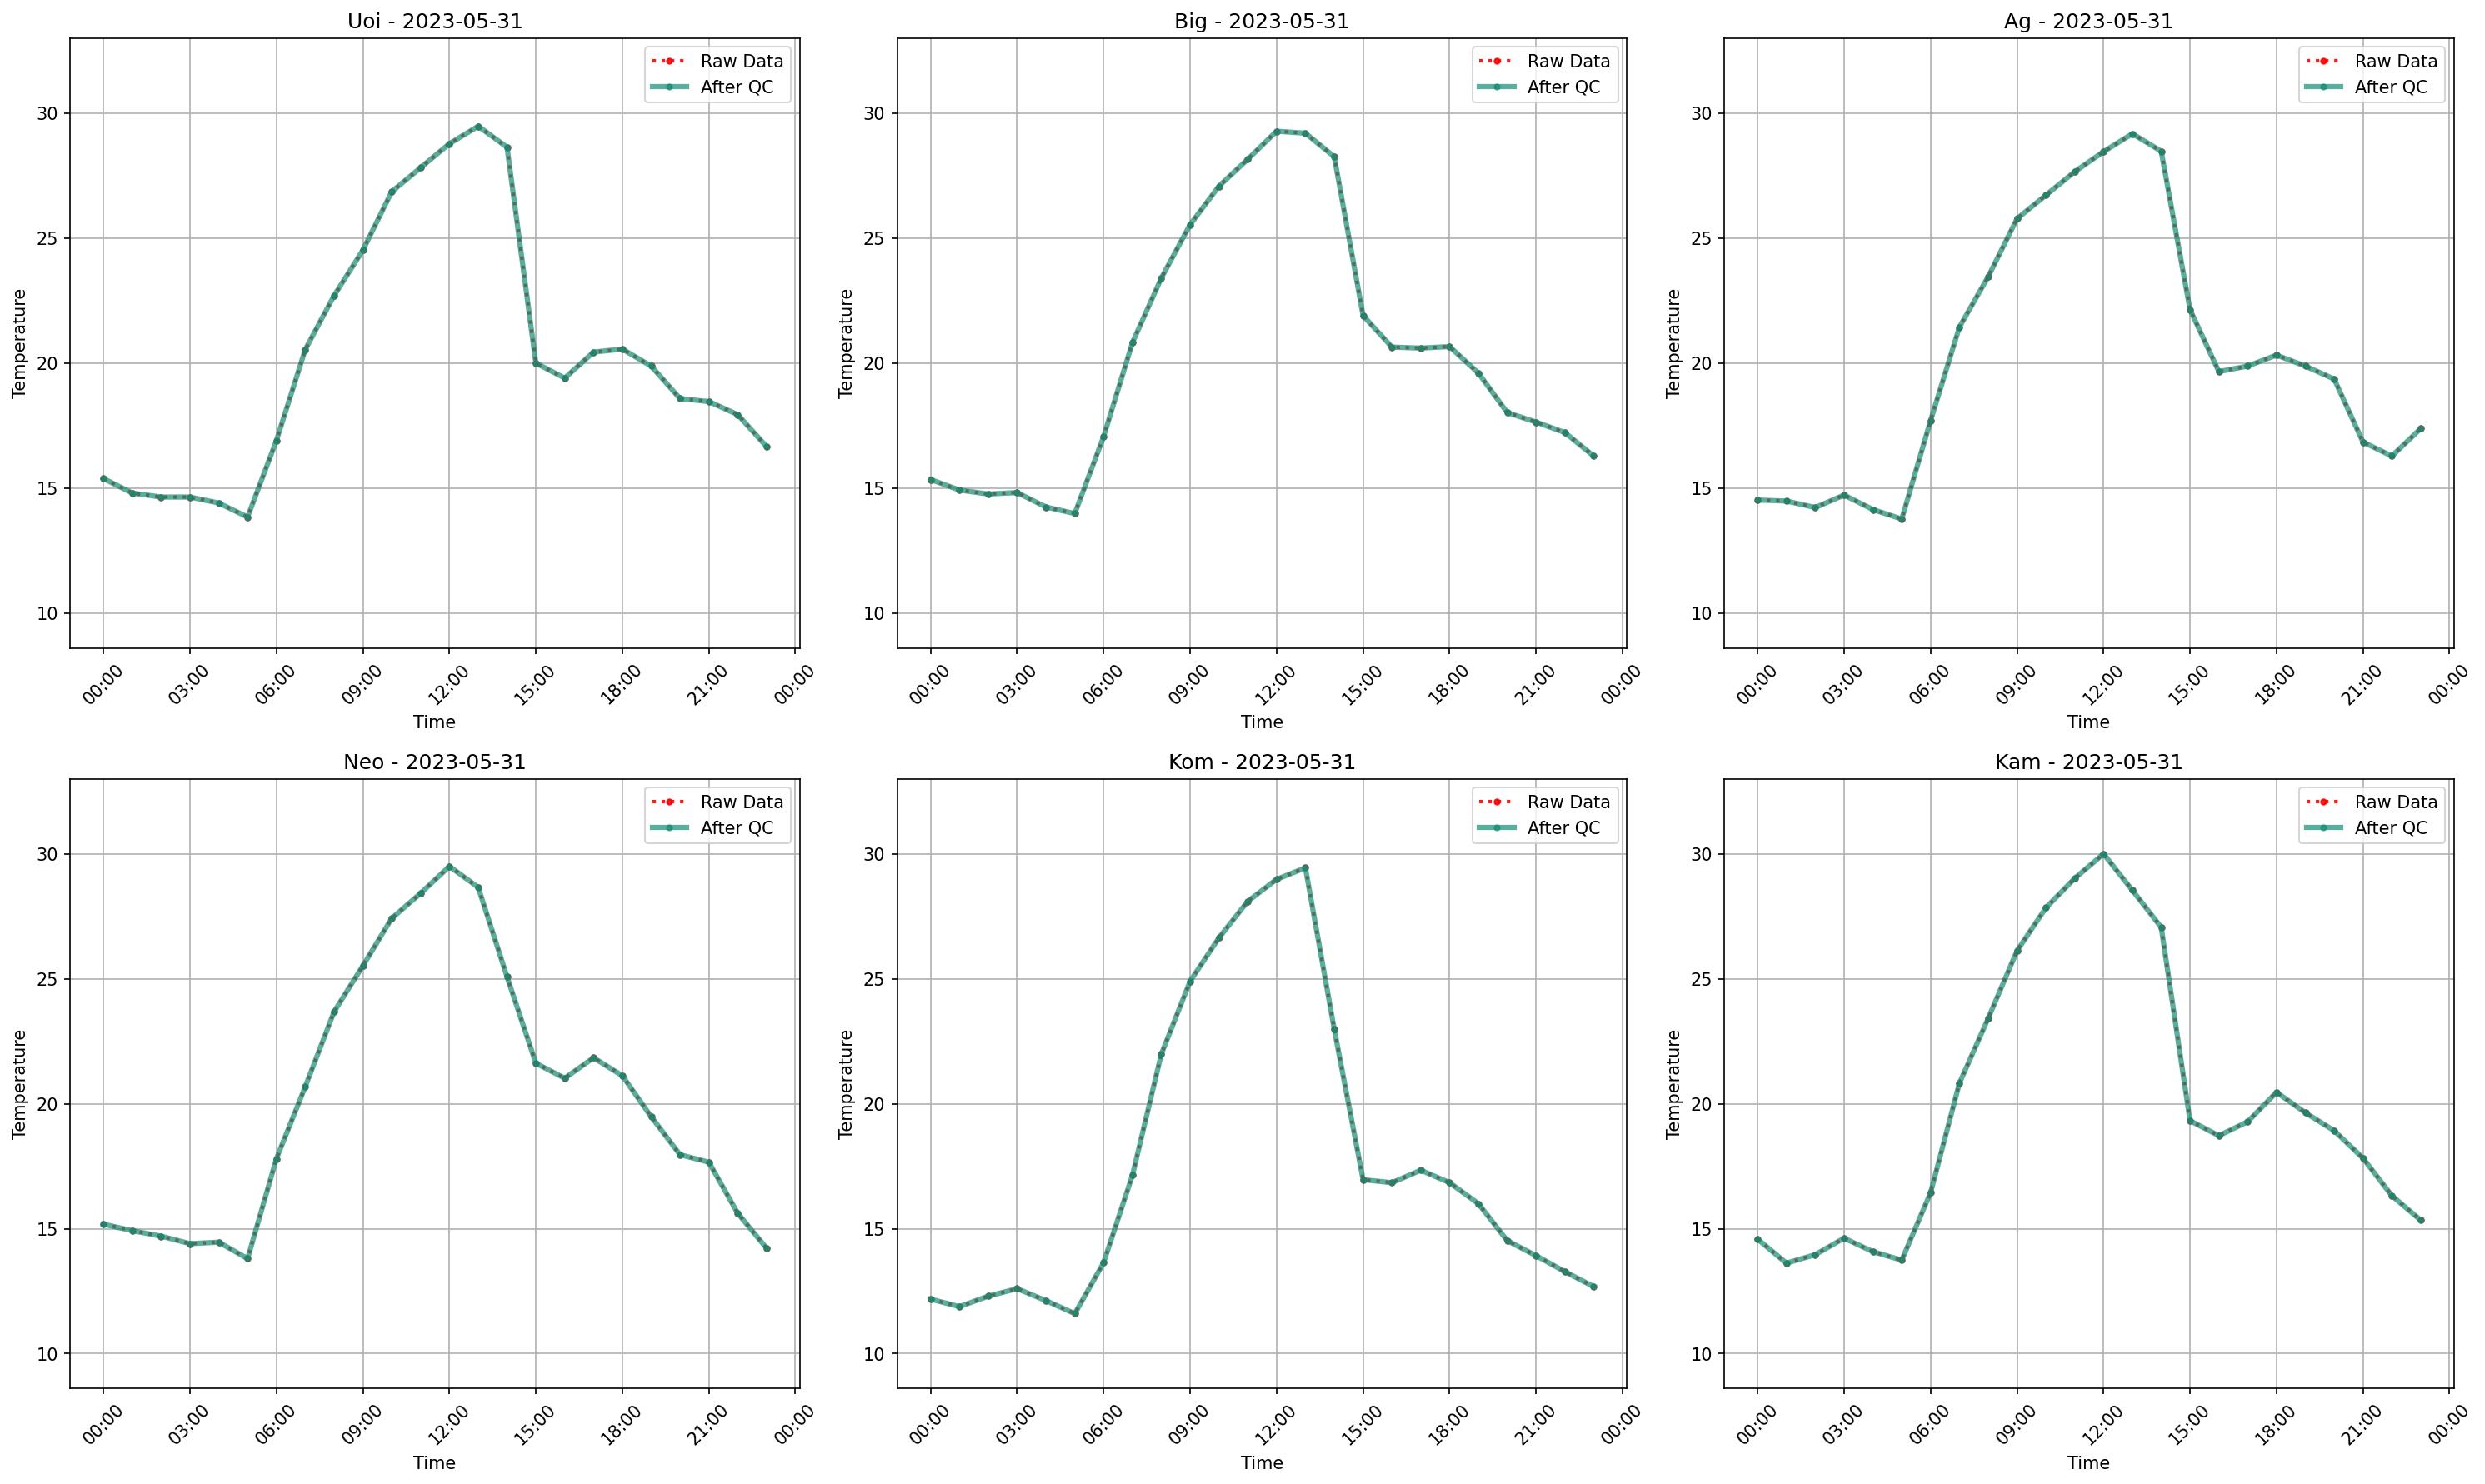 Uoi - 2023-05-31
Raw Data
After QC
Temperature
30
25
20
15
10
00:00
03:00
06:00
09:00
12:00
15:00
18:00
21:00
00:00
Time
Big - 2023-05-31
Raw Data
After QC
Temperature
30
25
20
15
10
00:00
03:00
06:00
09:00
12:00
15:00
18:00
21:00
00:00
Time
Ag - 2023-05-31
Raw Data
After QC
Temperature
30
25
20
15
10
00:00
03:00
06:00
09:00
12:00
15:00
18:00
21:00
00:00
Time
Neo - 2023-05-31
Raw Data
After QC
Temperature
30
25
20
15
10
00:00
03:00
06:00
09:00
12:00
15:00
18:00
21:00
00:00
Time
Kom - 2023-05-31
Raw Data
After QC
Temperature
30
25
20
15
10
00:00
03:00
06:00
09:00
12:00
15:00
18:00
21:00
00:00
Time
Kam - 2023-05-31
Raw Data
After QC
Temperature
30
25
20
15
10
00:00
03:00
06:00
09:00
12:00
15:00
18:00
21:00
00:00
Time